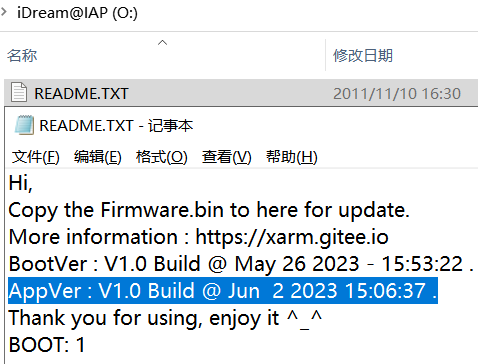 iDream@IAP (O:)
名称
修改日期
README.TXT
2011/11/10 16:30
README.TXT - 记事本
文件(F) 编辑(E) 格式(O) 查看(V) 帮助(H)
Hi,
Copy the Firmware.bin to here for update.
More information : https://xarm.gitee.io
BootVer : V1.0 Build @ May 26 2023 - 15:53:22 .
AppVer : V1.0 Build @ Jun  2 2023 15:06:37 .
Thank you for using, enjoy it ^_^
BOOT: 1